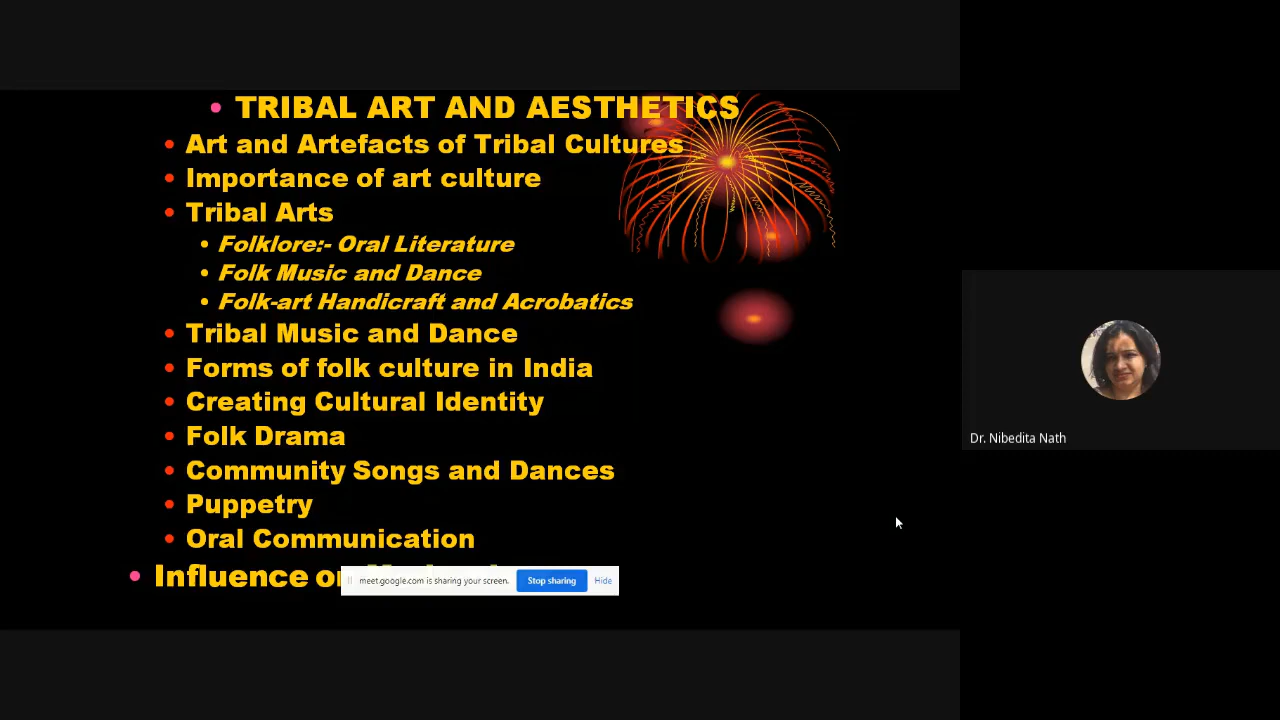 TRIBAL ART AND AESTHETICS
Art and Artefacts of Tribal Cultures
Importance of art culture
Tribal Arts
Folklore:- Oral Literature
Folk Music and Dance
Folk-art Handicraft and Acrobatics
Tribal Music and Dance
Forms of folk culture in India
Creating Cultural Identity
Folk Drama
Community Songs and Dances
Puppetry
Oral Communication
Influence
meet.google.com is sharing your screen. Stop sharing Hide
Dr. Nibedita Nath